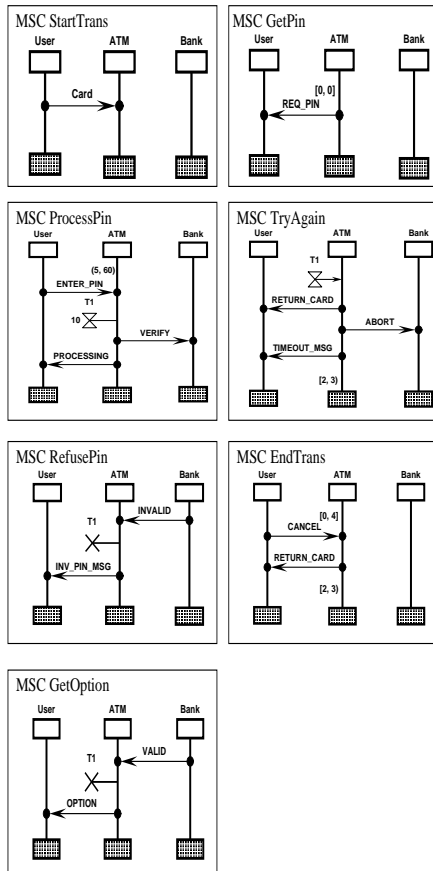 MSC StartTrans
User ATM Bank
Card
MSC GetPin
User ATM Bank
[0, 0]
REQ_PIN
MSC ProcessPin
User ATM Bank
(5, 60)
ENTER_PIN
T1
10
VERIFY
PROCESSING
MSC TryAgain
User ATM Bank
T1
RETURN_CARD
ABORT
TIMEOUT_MSG
[2, 3)
MSC RefusePin
User ATM Bank
INVALID
T1
INV_PIN_MSG
MSC EndTrans
User ATM Bank
[0, 4]
CANCEL
RETURN_CARD
[2, 3)
MSC GetOption
User ATM Bank
VALID
T1
OPTION